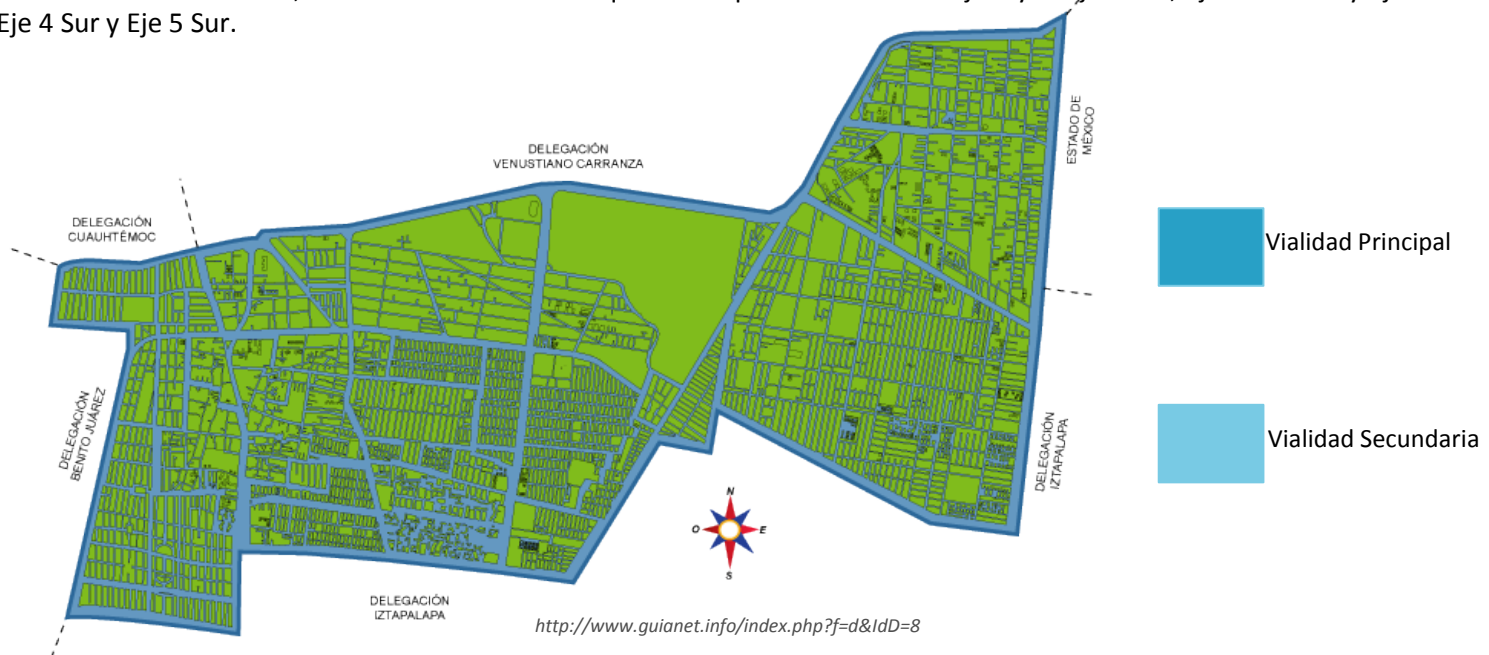 Eje 4 Sur y Eje 5 Sur.
DELEGACIÓN
VENUSTIANO CARRANZA
ESTADO DE
MÉXICO
DELEGACIÓN
CUAUHTÉMOC
Vialidad Principal
DELEGACIÓN
BENITO JUÁREZ
Vialidad Secundaria
DELEGACIÓN
IZTAPALAPA
N
O
E
S
DELEGACIÓN
IZTAPALAPA
http://www.guianet.info/index.php?f=d&IdD=8